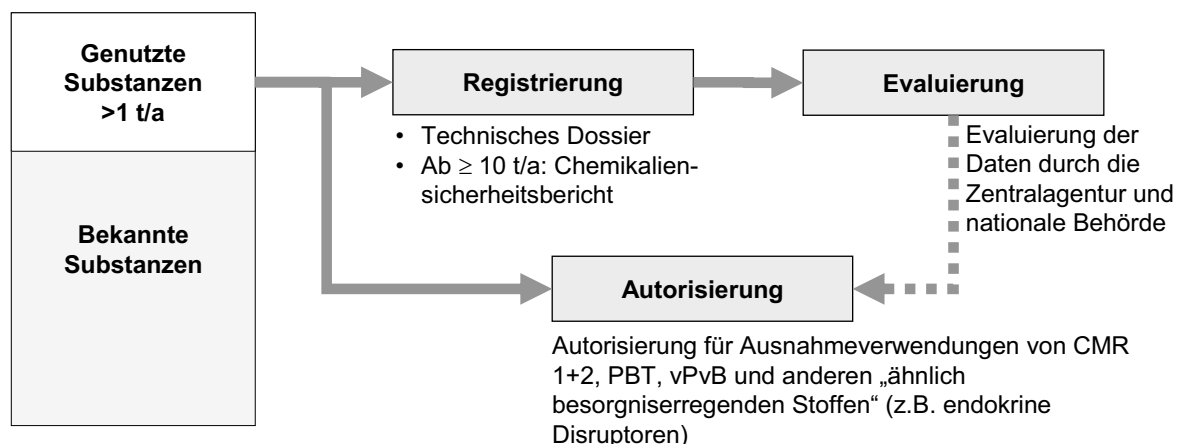 Genutzte
Substanzen
>1 t/a
Bekannte
Substanzen
Registrierung
• Technisches Dossier
• Ab ≥ 10 t/a: Chemikalien-
sicherheitsbericht
Evaluierung
Evaluierung der
Daten durch die
Zentralagentur und
nationale Behörde
Autorisierung
Autorisierung für Ausnahmeverwendungen von CMR
1+2, PBT, vPvB und anderen „ähnlich
besorgniserregenden Stoffen“ (z.B. endokrine
Disruptoren)